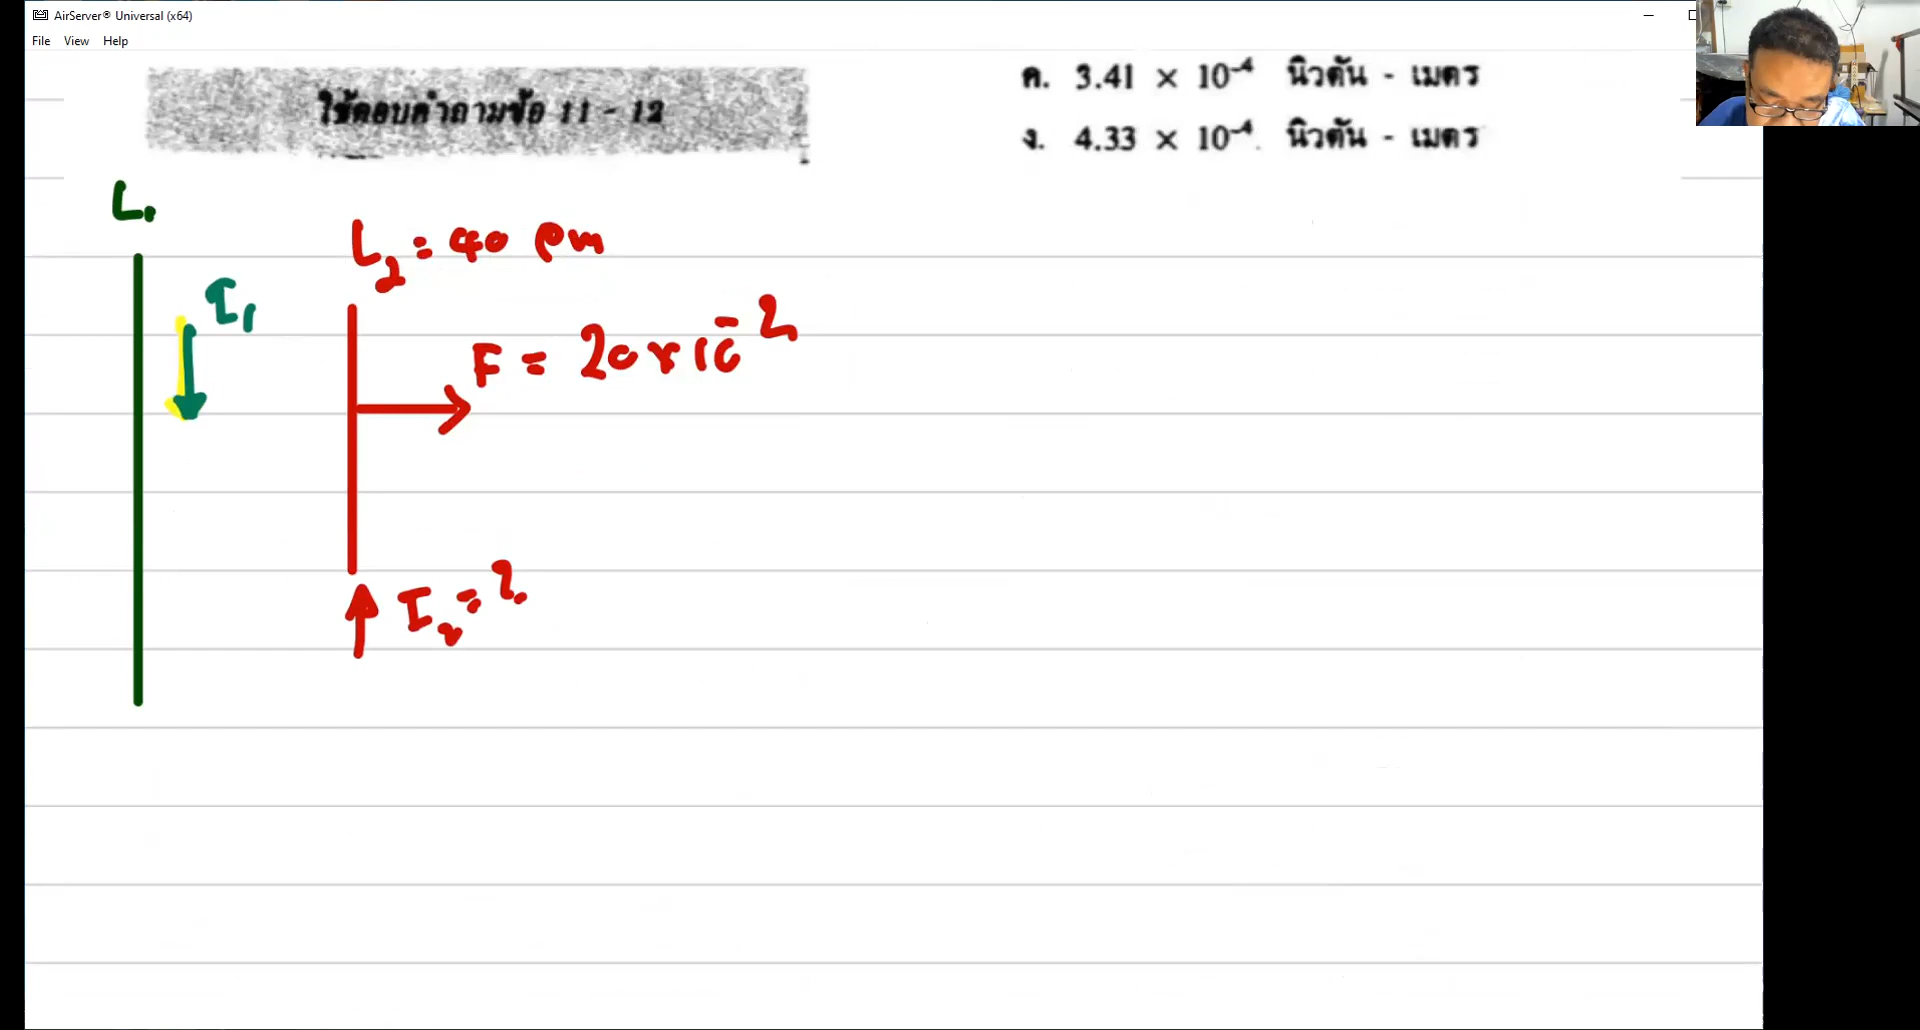 AirServer® Universal (x64)
File View Help
ใช้ตอบคำถามข้อ 11 - 12
ค. 3.41 × 10⁻⁴ นิวตัน - เมตร
ง. 4.33 × 10⁻⁴ นิวตัน - เมตร
L₁
L₂ = 40 cm
I₁
F = 20 × 10⁻²
I₂ = ?